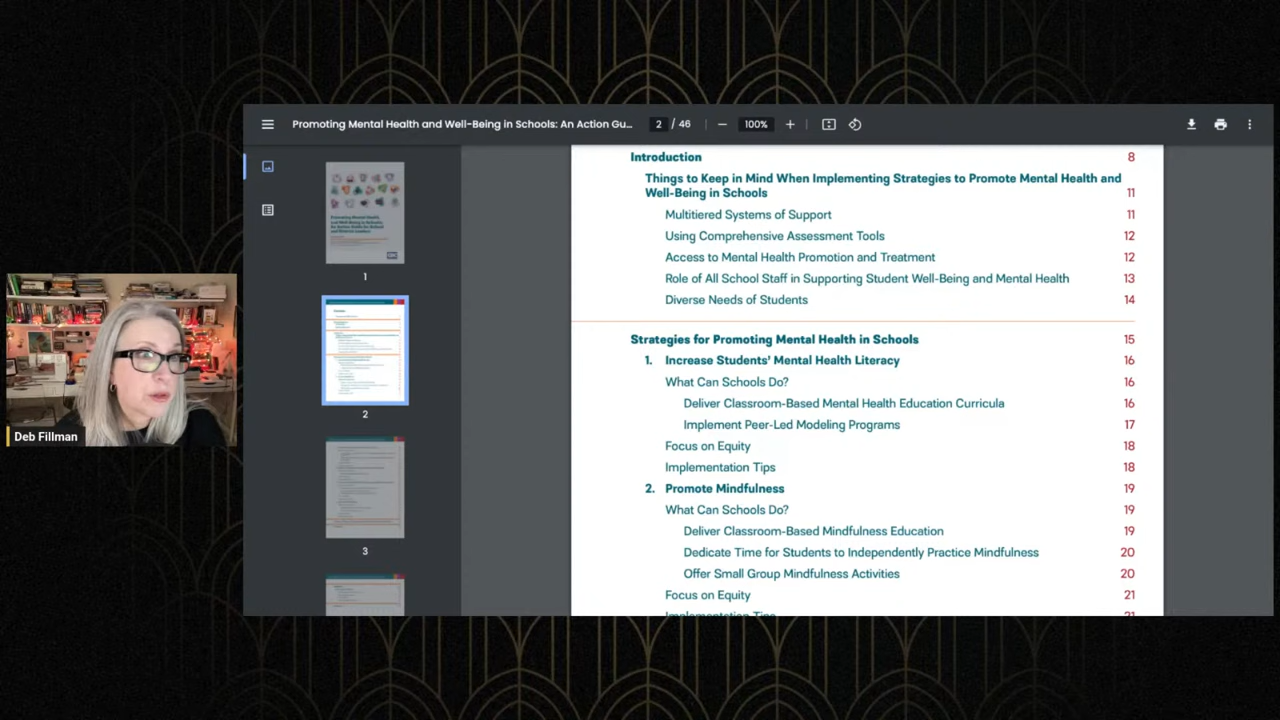 Promoting Mental Health and Well-Being in Schools: An Action Gu...
2 / 46
100%
1
2
3
Deb Fillman
Introduction 8
Things to Keep in Mind When Implementing Strategies to Promote Mental Health and
Well-Being in Schools 11
Multitiered Systems of Support 11
Using Comprehensive Assessment Tools 12
Access to Mental Health Promotion and Treatment 12
Role of All School Staff in Supporting Student Well-Being and Mental Health 13
Diverse Needs of Students 14
Strategies for Promoting Mental Health in Schools 15
1. Increase Students' Mental Health Literacy 16
What Can Schools Do? 16
Deliver Classroom-Based Mental Health Education Curricula 16
Implement Peer-Led Modeling Programs 17
Focus on Equity 18
Implementation Tips 18
2. Promote Mindfulness 19
What Can Schools Do? 19
Deliver Classroom-Based Mindfulness Education 19
Dedicate Time for Students to Independently Practice Mindfulness 20
Offer Small Group Mindfulness Activities 20
Focus on Equity 21
Implementation Tips 21